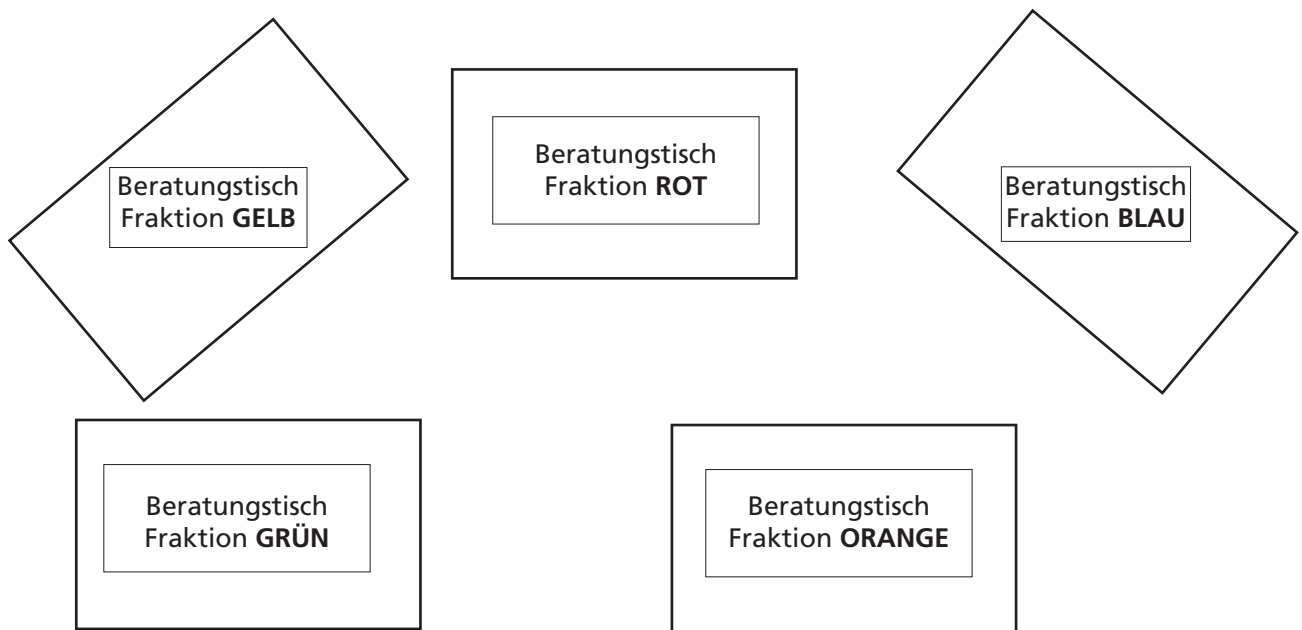 Beratungstisch
Fraktion GELB
Beratungstisch
Fraktion ROT
Beratungstisch
Fraktion BLAU
Beratungstisch
Fraktion GRÜN
Beratungstisch
Fraktion ORANGE